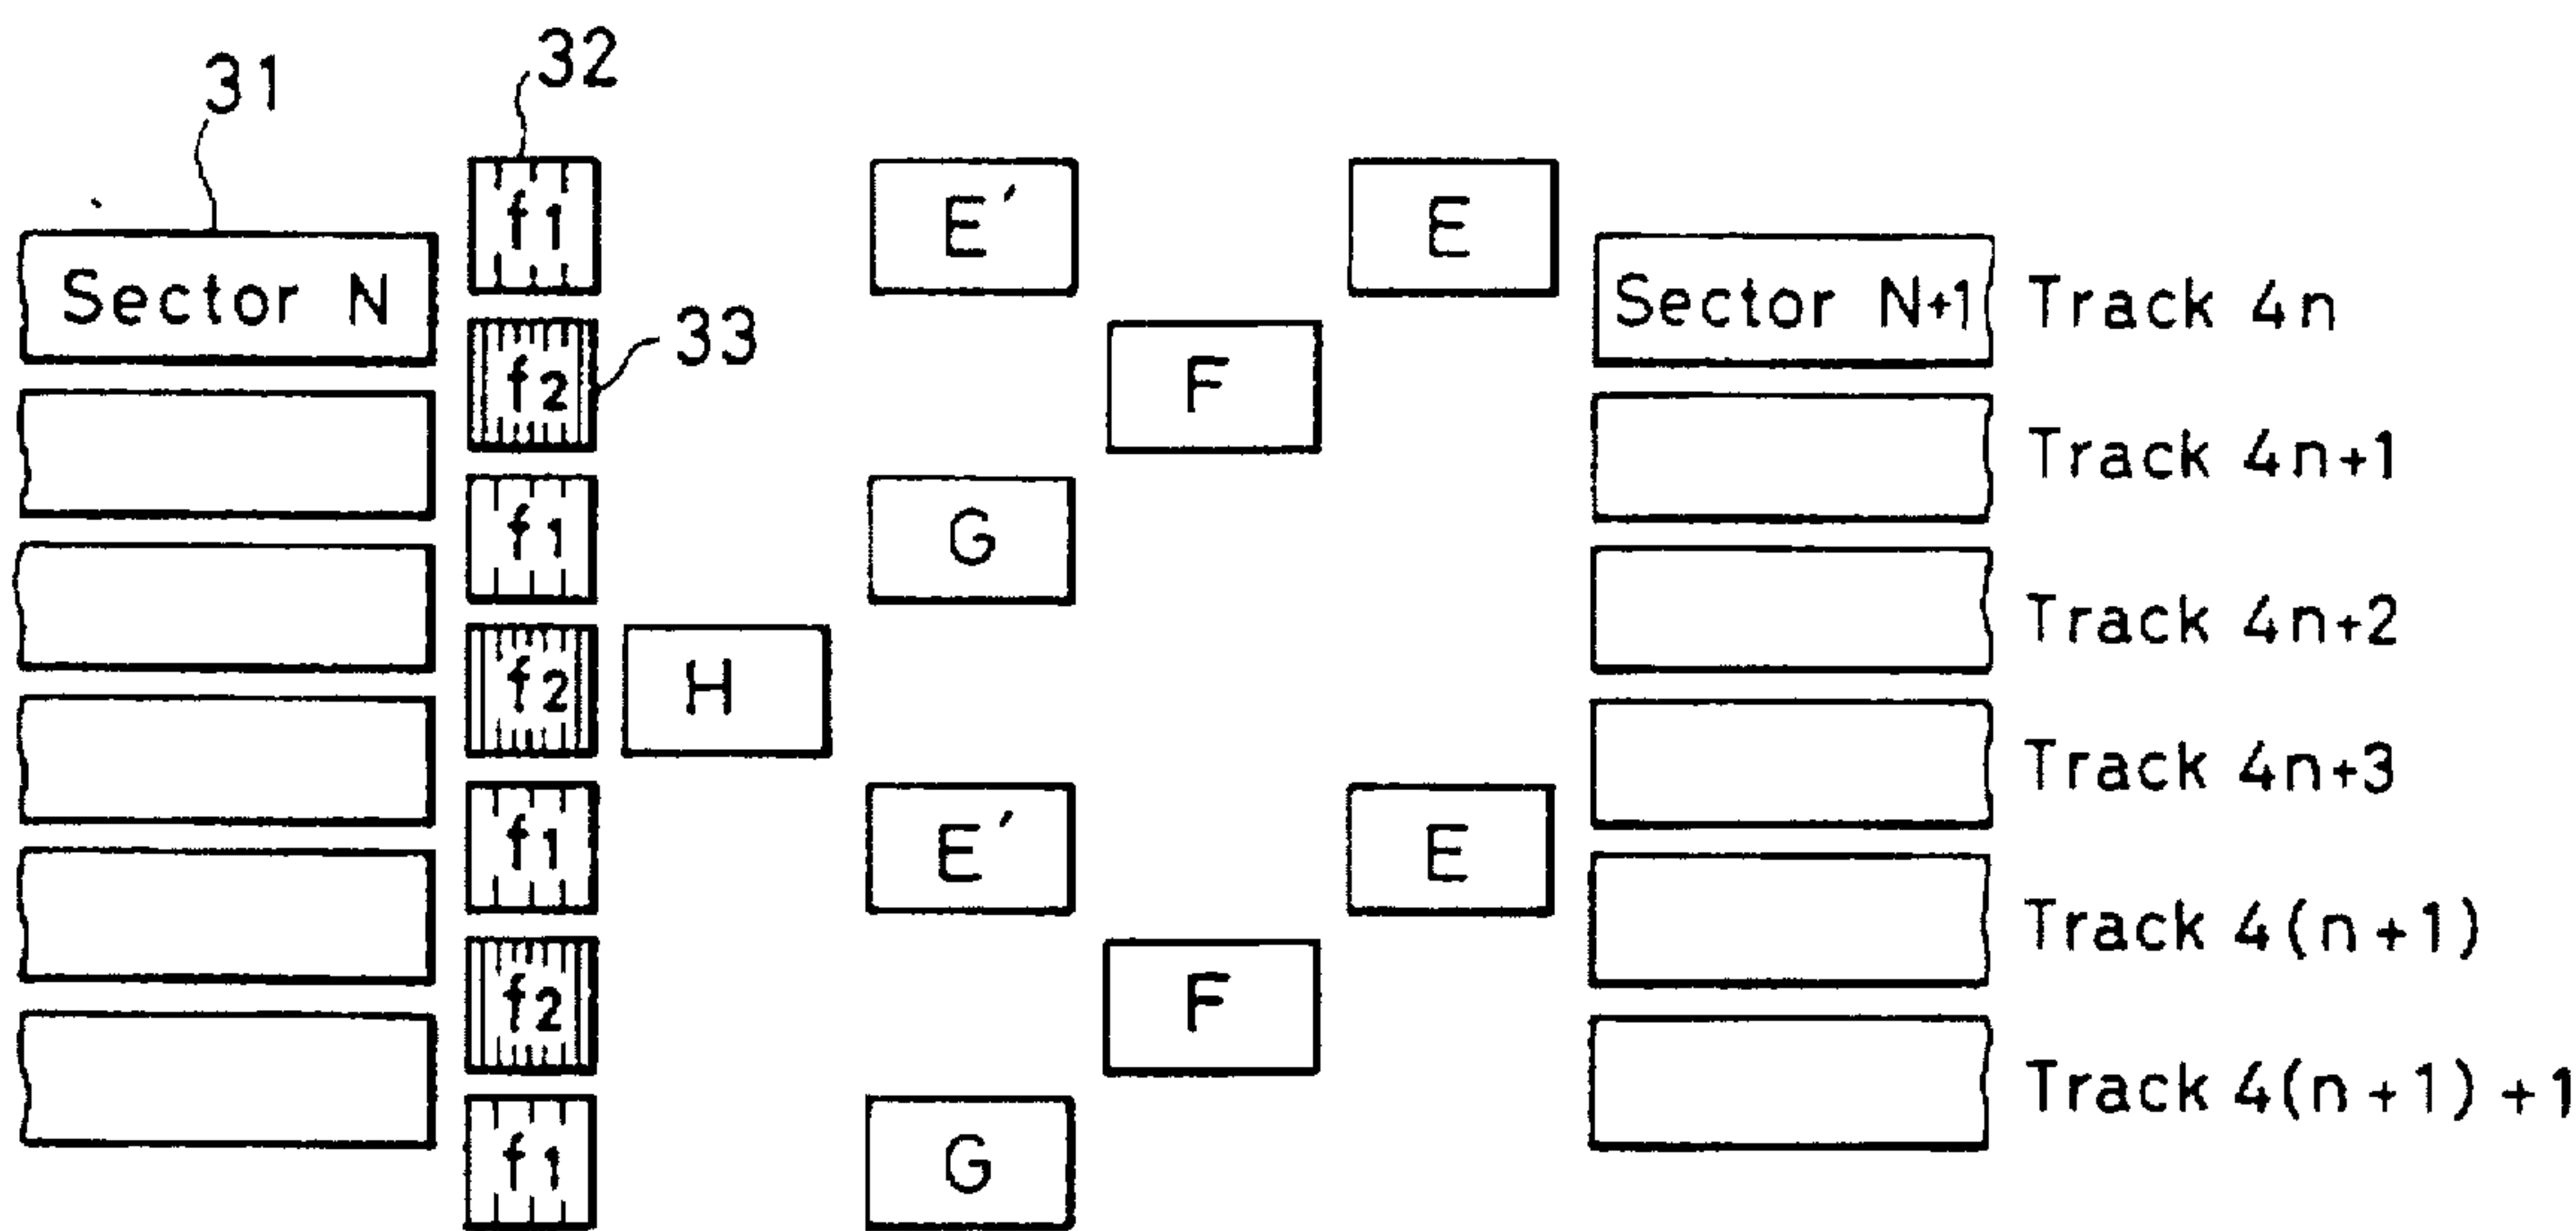 31
32
f1
E′
E
Sector N
Sector N+1
Track 4n
f2
33
F
Track 4n+1
f1
G
Track 4n+2
f2
H
Track 4n+3
f1
E′
E
Track 4(n+1)
f2
F
Track 4(n+1)+1
f1
G